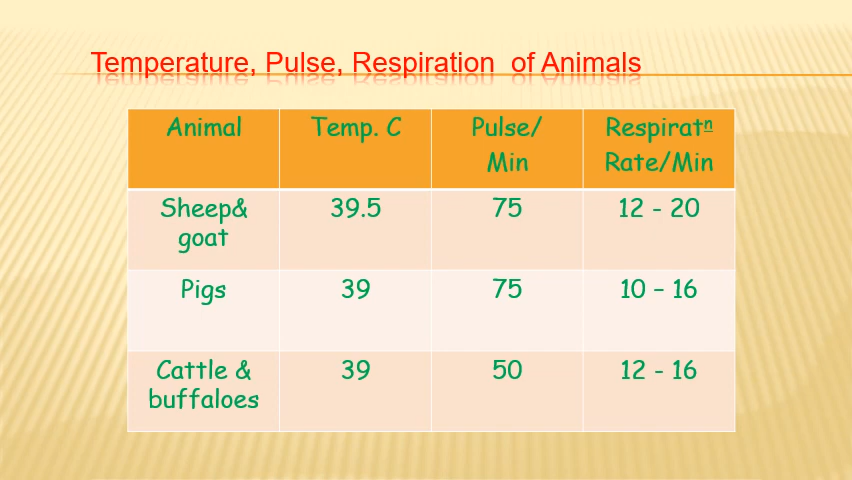 Temperature, Pulse, Respiration of Animals
Animal Temp. C Pulse/ Respiratⁿ
Min Rate/Min
Sheep& 39.5 75 12 - 20
goat
Pigs 39 75 10 – 16
Cattle & 39 50 12 - 16
buffaloes